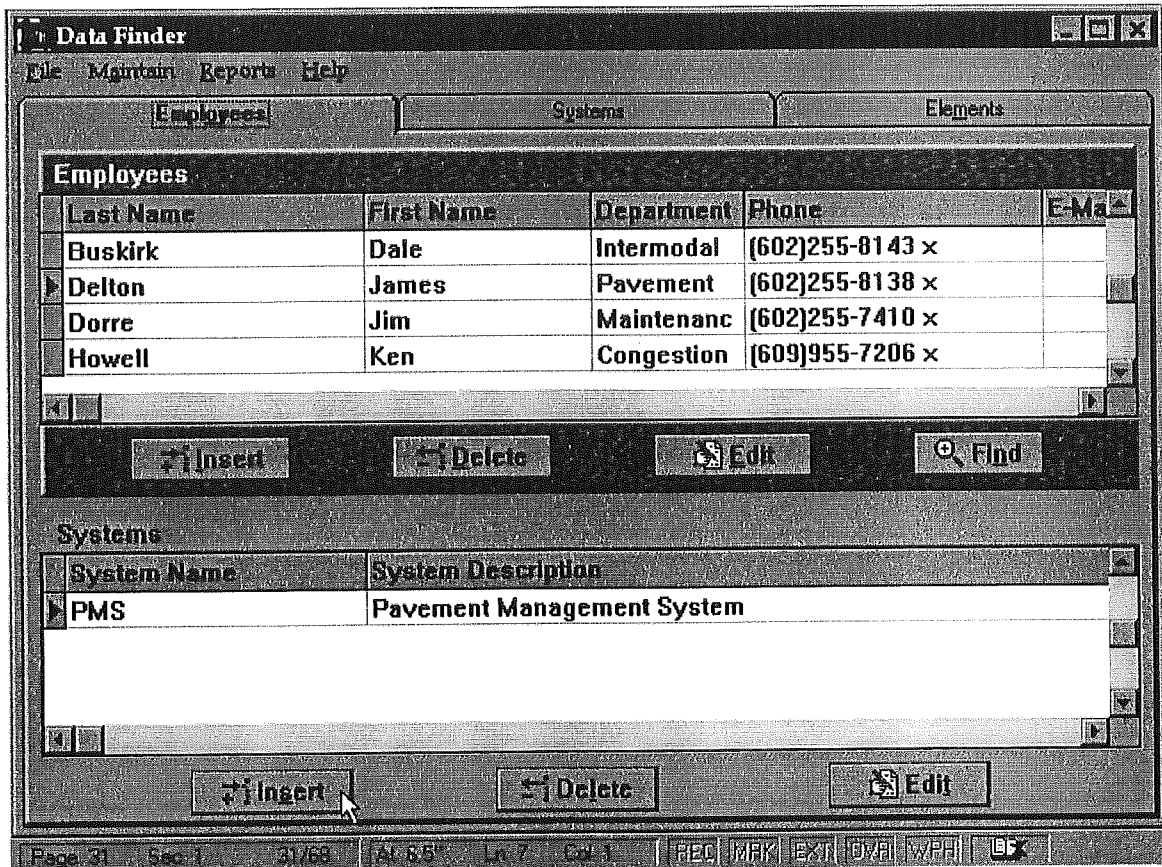 Data Finder
File Maintain Reports Help
Employees Systems Elements
Employees
Last Name First Name Department Phone E-Ma
Buskirk Dale Intermodal (602)255-8143 x
Delton James Pavement (602)255-8138 x
Dorre Jim Maintenanc (602)255-7410 x
Howell Ken Congestion (609)955-7206 x
Insert Delete Edit Find
Systems
System Name System Description
PMS Pavement Management System
Insert Delete Edit
Page 31 Sec 1 31/68 At 6.5" Ln 7 Col 1 REC MRK EXT OVR WPH